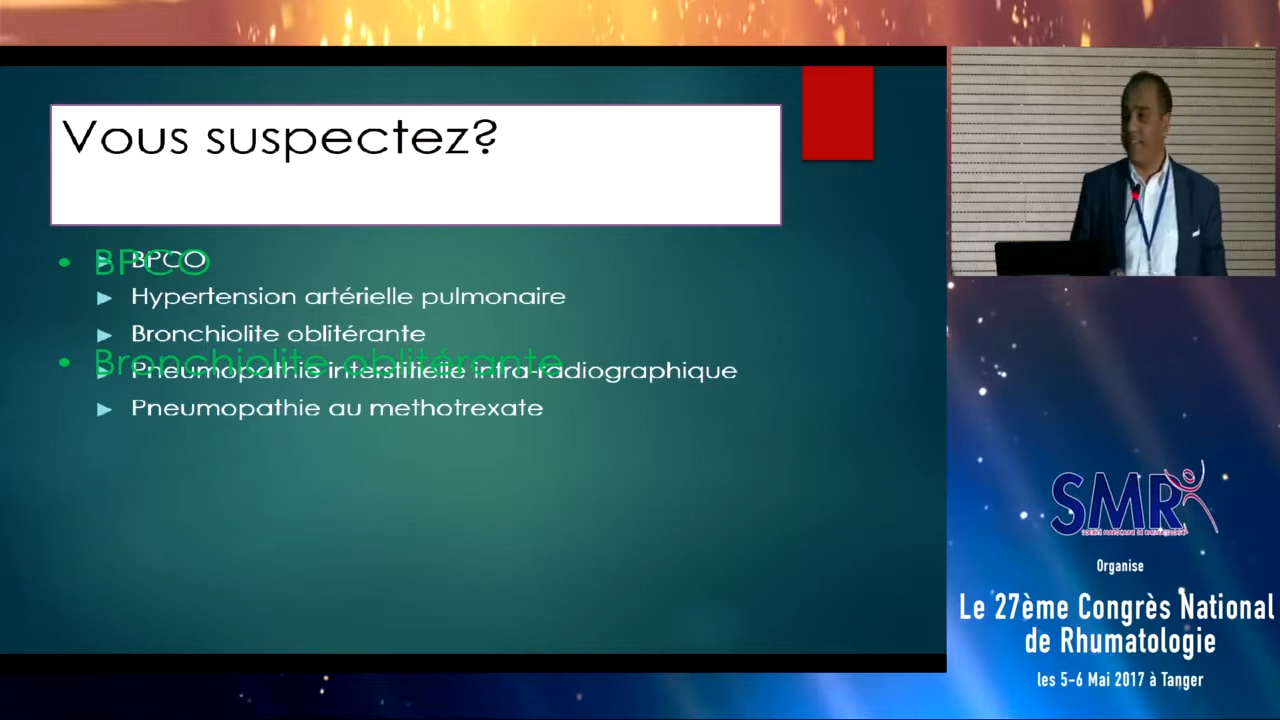 Vous suspectez?
• BPCO
► BPCO
► Hypertension artérielle pulmonaire
► Bronchiolite oblitérante
• Bronchiolite oblitérante
► Pneumopathie interstitielle infra-radiographique
► Pneumopathie au methotrexate
SMR
Organise
Le 27ème Congrès National
de Rhumatologie
les 5-6 Mai 2017 à Tanger